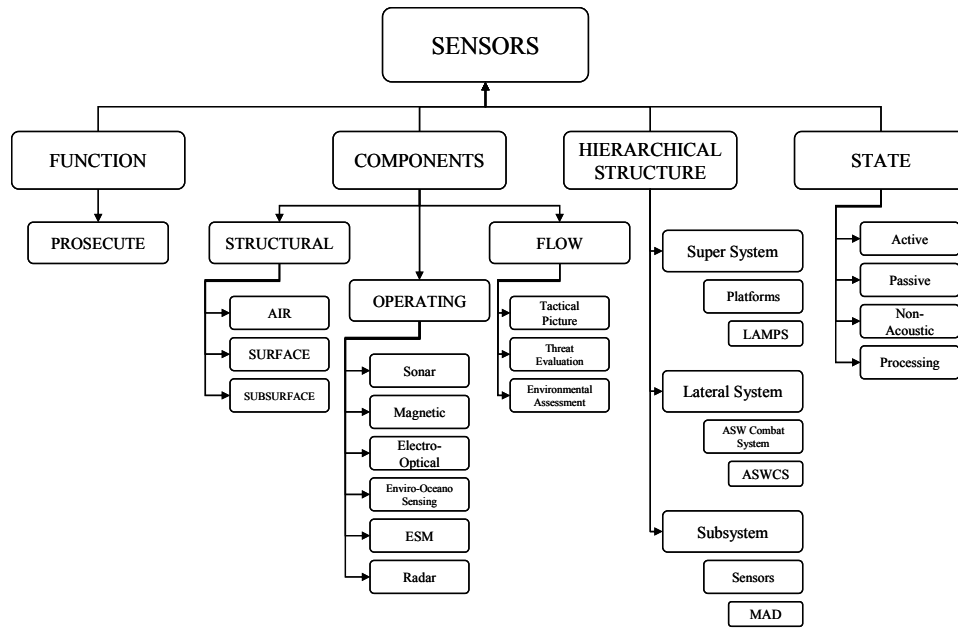 SENSORS
FUNCTION
COMPONENTS
HIERARCHICAL
STRUCTURE
STATE
PROSECUTE
STRUCTURAL
FLOW
OPERATING
AIR
SURFACE
SUBSURFACE
Sonar
Magnetic
Electro-
Optical
Enviro-Oceano
Sensing
ESM
Radar
Tactical
Picture
Threat
Evaluation
Environmental
Assessment
Super System
Platforms
LAMPS
Lateral System
ASW Combat
System
ASWCS
Subsystem
Sensors
MAD
Active
Passive
Non-
Acoustic
Processing